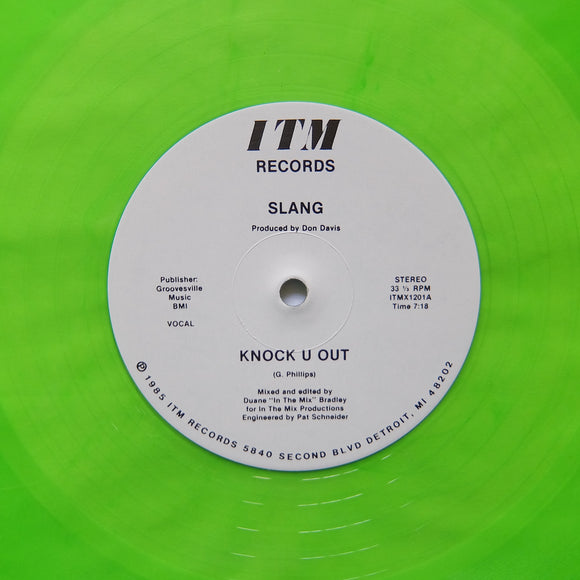 ITM
RECORDS
SLANG
Produced by Don Davis
Publisher:
Groovesville
Music
BMI
VOCAL
STEREO
33 ⅓ RPM
ITMX1201A
Time 7:18
KNOCK U OUT
(G. Phillips)
Mixed and edited by
Duane "In The Mix" Bradley
for In The Mix Productions
Engineered by Pat Schneider
℗ 1985 ITM RECORDS 5840 SECOND BLVD DETROIT, MI 48202